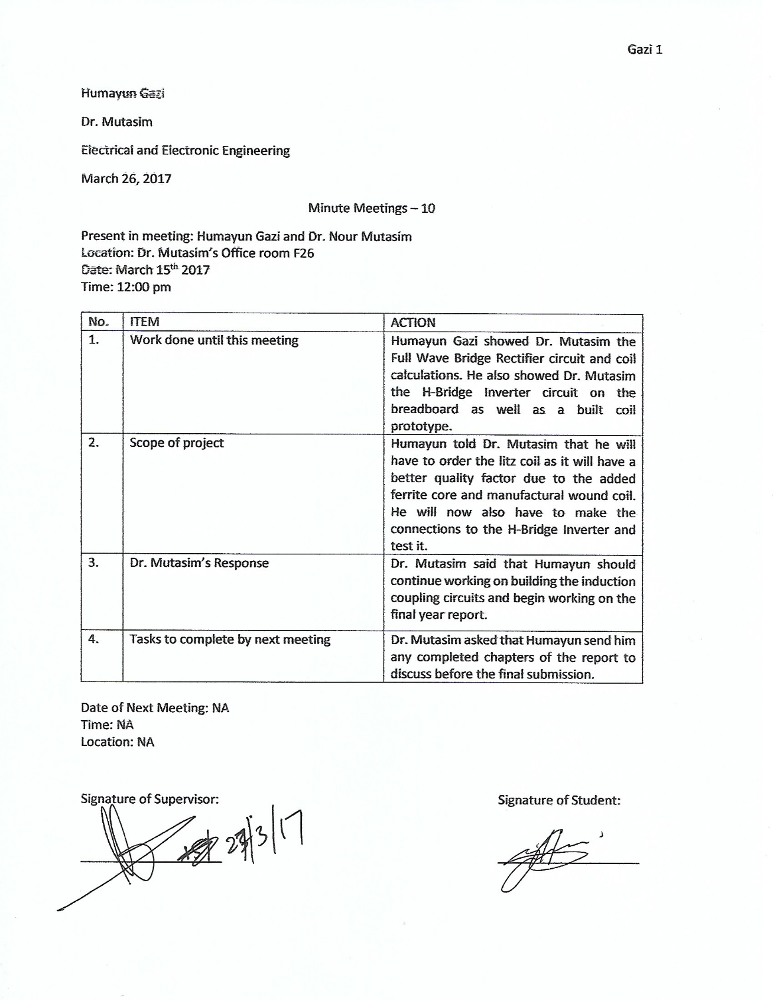 Gazi 1
Humayun Gazi
Dr. Mutasim
Electrical and Electronic Engineering
March 26, 2017
Minute Meetings – 10
Present in meeting: Humayun Gazi and Dr. Nour Mutasim
Location: Dr. Mutasim's Office room F26
Date: March 15th 2017
Time: 12:00 pm
No. ITEM ACTION
1. Work done until this meeting Humayun Gazi showed Dr. Mutasim the
Full Wave Bridge Rectifier circuit and coil
calculations. He also showed Dr. Mutasim
the H-Bridge Inverter circuit on the
breadboard as well as a built coil
prototype.
2. Scope of project Humayun told Dr. Mutasim that he will
have to order the litz coil as it will have a
better quality factor due to the added
ferrite core and manufactural wound coil.
He will now also have to make the
connections to the H-Bridge Inverter and
test it.
3. Dr. Mutasim's Response Dr. Mutasim said that Humayun should
continue working on building the induction
coupling circuits and begin working on the
final year report.
4. Tasks to complete by next meeting Dr. Mutasim asked that Humayun send him
any completed chapters of the report to
discuss before the final submission.
Date of Next Meeting: NA
Time: NA
Location: NA
Signature of Supervisor: Signature of Student:
/3/17